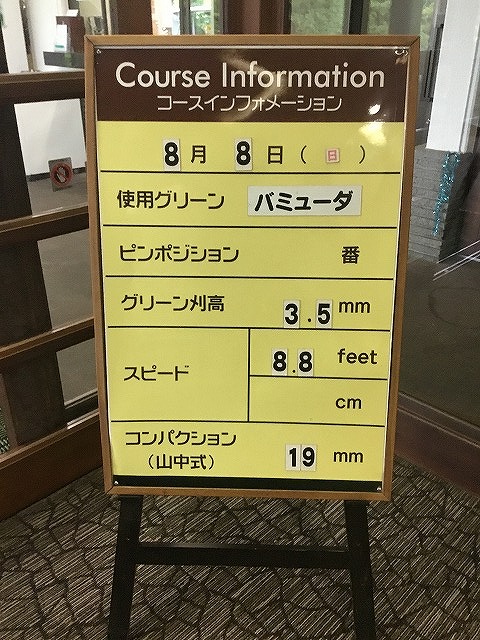 Course Information
コースインフォメーション
8月 8日(日)
使用グリーン バミューダ
ピンポジション 番
グリーン刈高 3.5 mm
スピード 8.8 feet
cm
コンパクション
(山中式) 19 mm